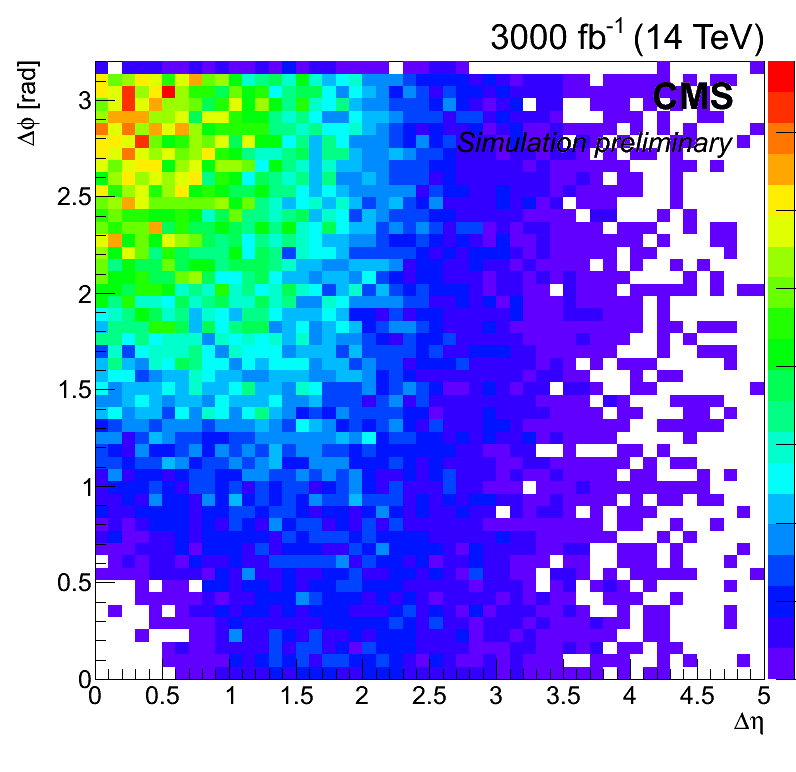 3000 fb-1 (14 TeV)
CMS
Simulation preliminary
Δϕ [rad]
3
2.5
2
1.5
1
0.5
0
0 0.5 1 1.5 2 2.5 3 3.5 4 4.5 5
Δη